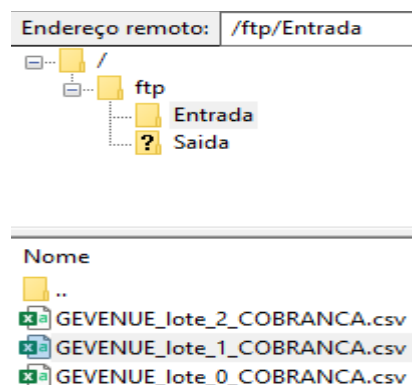 Endereço remoto: /ftp/Entrada
/
ftp
Entrada
? Saida
Nome
..
GEVENUE_lote_2_COBRANCA.csv
GEVENUE_lote_1_COBRANCA.csv
GEVENUE_lote_0_COBRANCA.csv